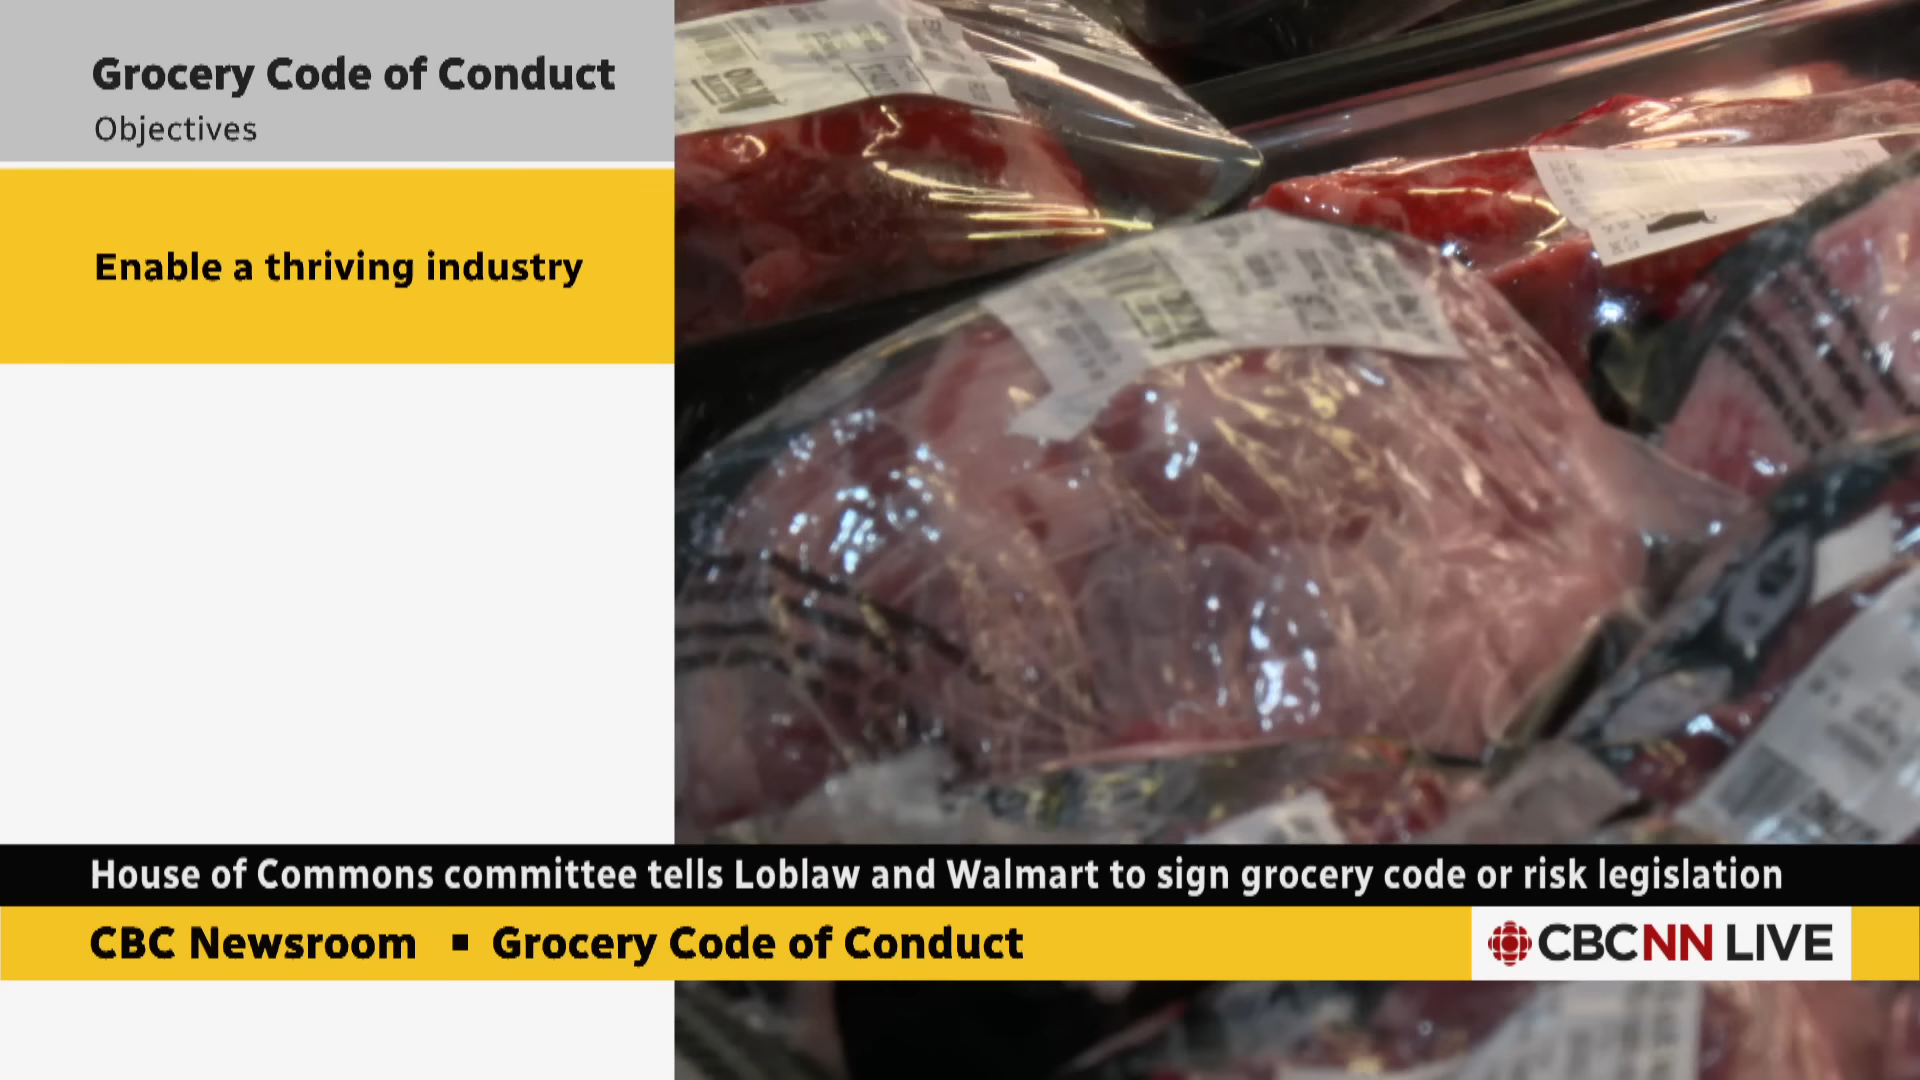 Grocery Code of Conduct
Objectives
Enable a thriving industry
House of Commons committee tells Loblaw and Walmart to sign grocery code or risk legislation
CBC Newsroom ▪ Grocery Code of Conduct
CBCNN LIVE